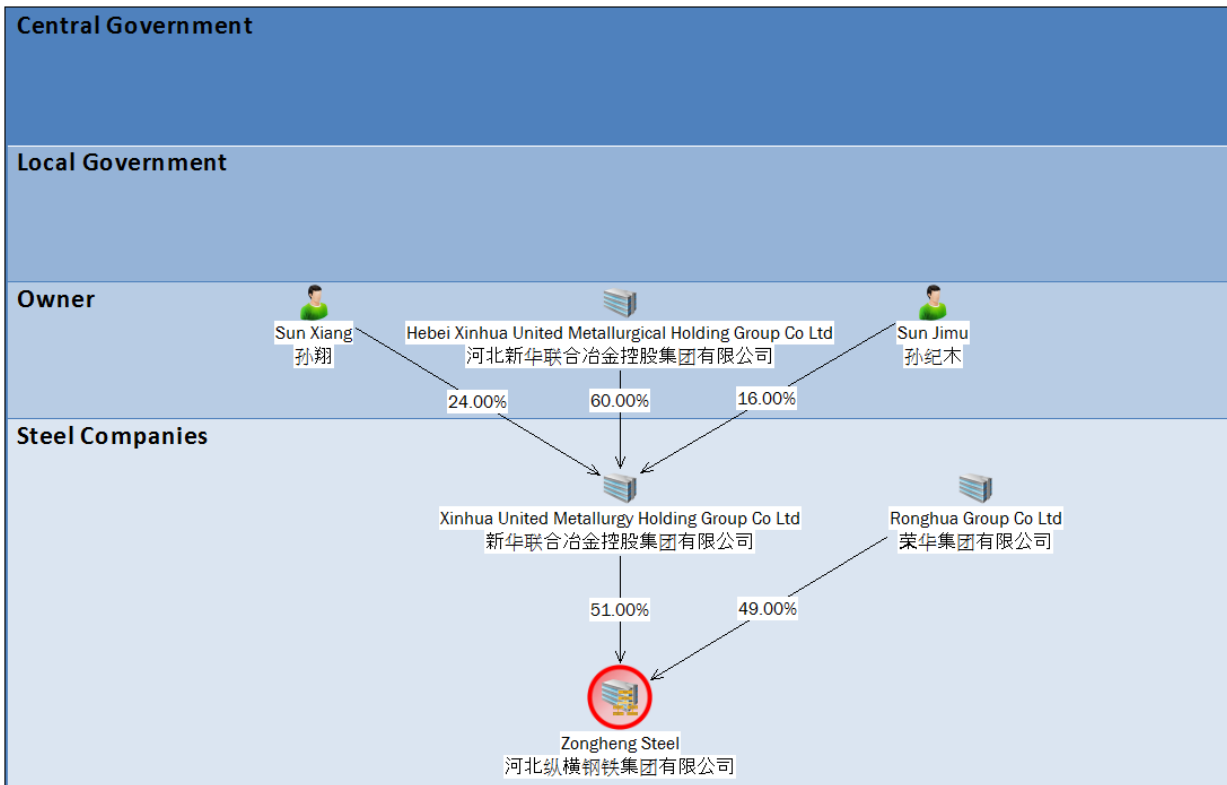 Central Government
Local Government
Owner
Sun Xiang
孙翔
Hebei Xinhua United Metallurgical Holding Group Co Ltd
河北新华联合冶金控股集团有限公司
Sun Jimu
孙纪木
24.00%
60.00%
16.00%
Steel Companies
Xinhua United Metallurgy Holding Group Co Ltd
新华联合冶金控股集团有限公司
Ronghua Group Co Ltd
荣华集团有限公司
51.00%
49.00%
Zongheng Steel
河北纵横钢铁集团有限公司